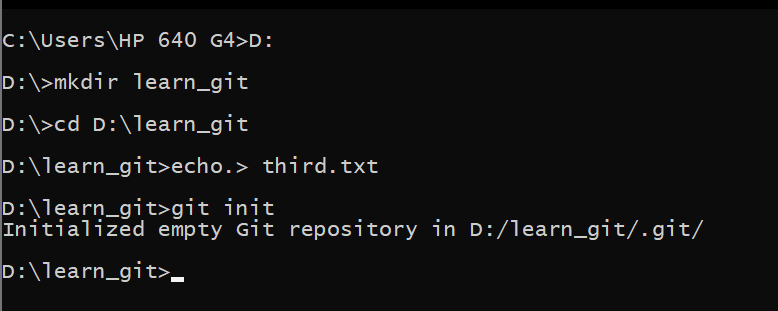 C:\Users\HP 640 G4>D:
D:\>mkdir learn_git
D:\>cd D:\learn_git
D:\learn_git>echo.> third.txt
D:\learn_git>git init
Initialized empty Git repository in D:/learn_git/.git/
D:\learn_git>